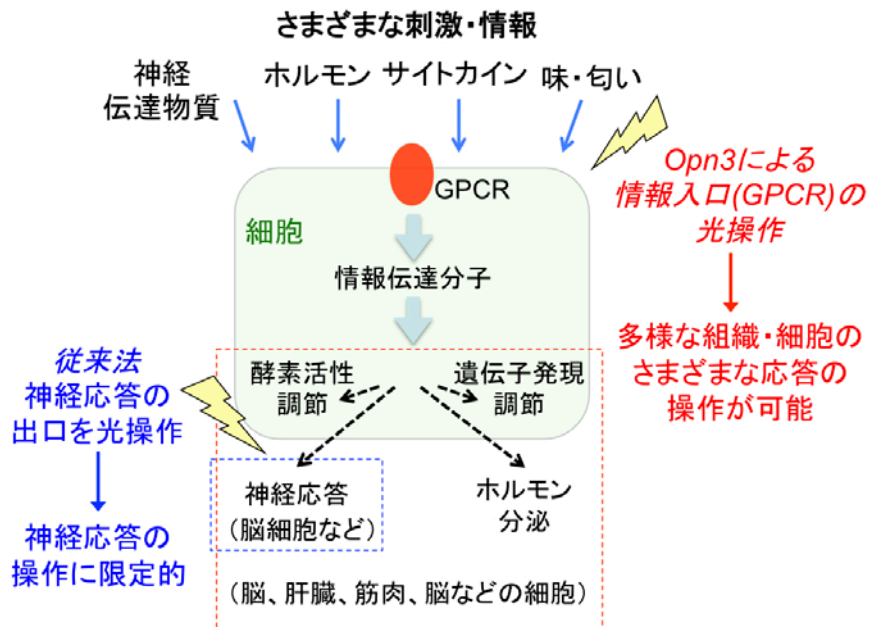 さまざまな刺激・情報
神経
伝達物質
ホルモン
サイトカイン
味・匂い
GPCR
細胞
情報伝達分子
Opn3による
情報入口(GPCR)の
光操作
多様な組織・細胞の
さまざまな応答の
操作が可能
従来法
神経応答の
出口を光操作
神経応答の
操作に限定的
酵素活性
調節
遺伝子発現
調節
神経応答
（脳細胞など）
ホルモン
分泌
（脳、肝臓、筋肉、脳などの細胞）